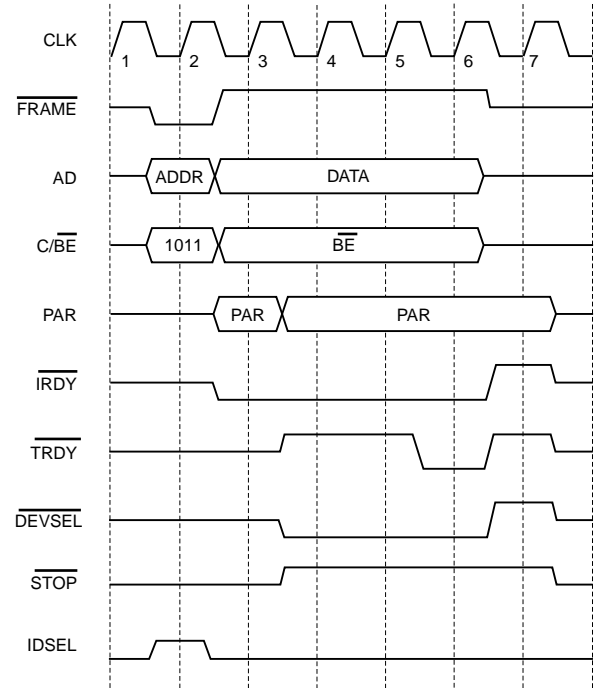 CLK
1 2 3 4 5 6 7
FRAME
AD ADDR DATA
C/BE 1011 BE
PAR PAR PAR
IRDY
TRDY
DEVSEL
STOP
IDSEL